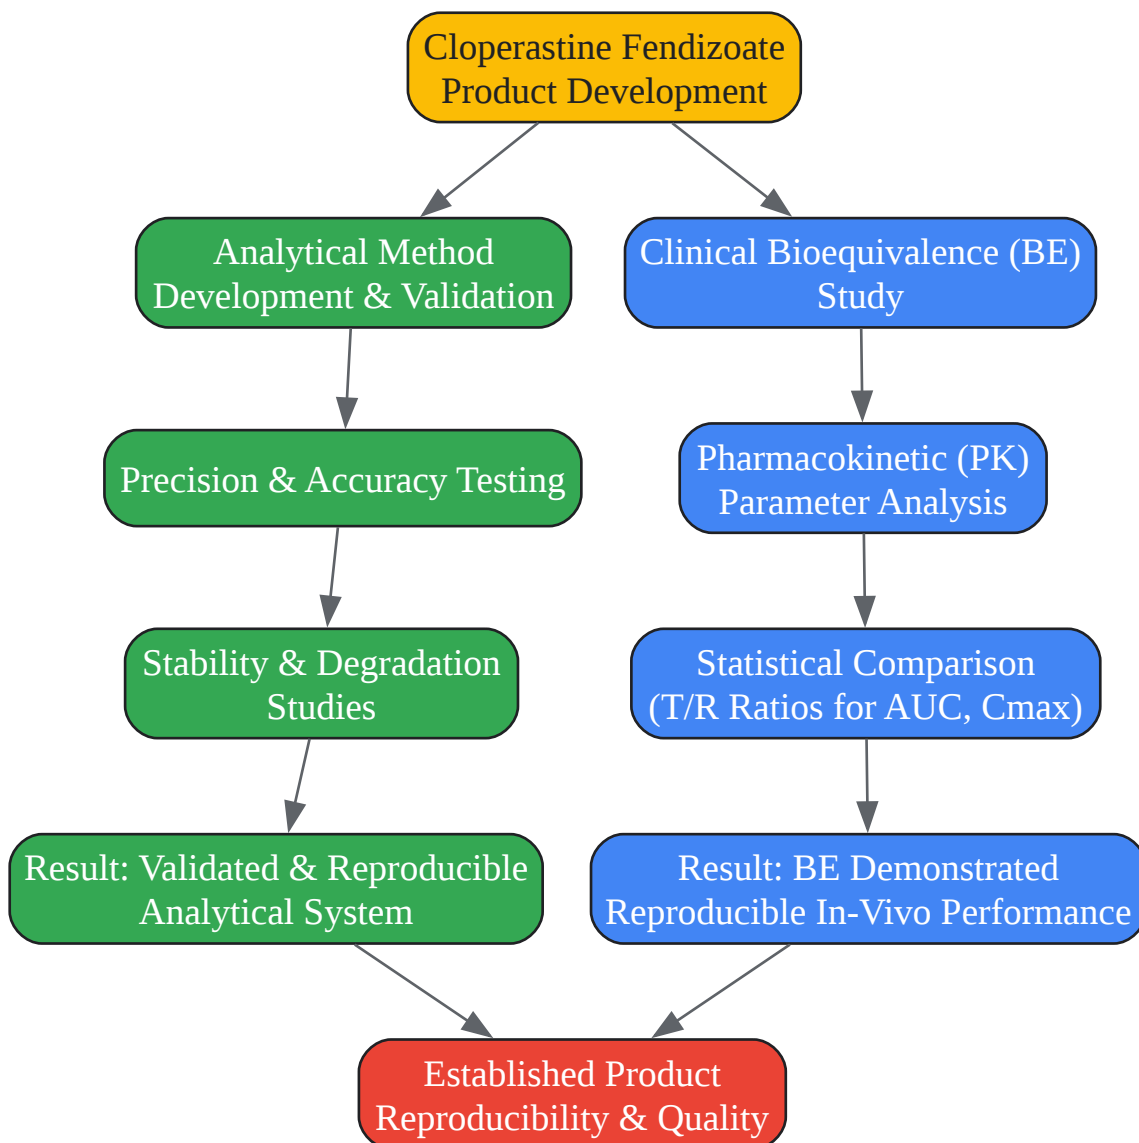 Cloperastine Fendizoate
Product Development
Analytical Method
Development & Validation
Clinical Bioequivalence (BE)
Study
Precision & Accuracy Testing
Pharmacokinetic (PK)
Parameter Analysis
Stability & Degradation
Studies
Statistical Comparison
(T/R Ratios for AUC, Cmax)
Result: Validated & Reproducible
Analytical System
Result: BE Demonstrated
Reproducible In-Vivo Performance
Established Product
Reproducibility & Quality